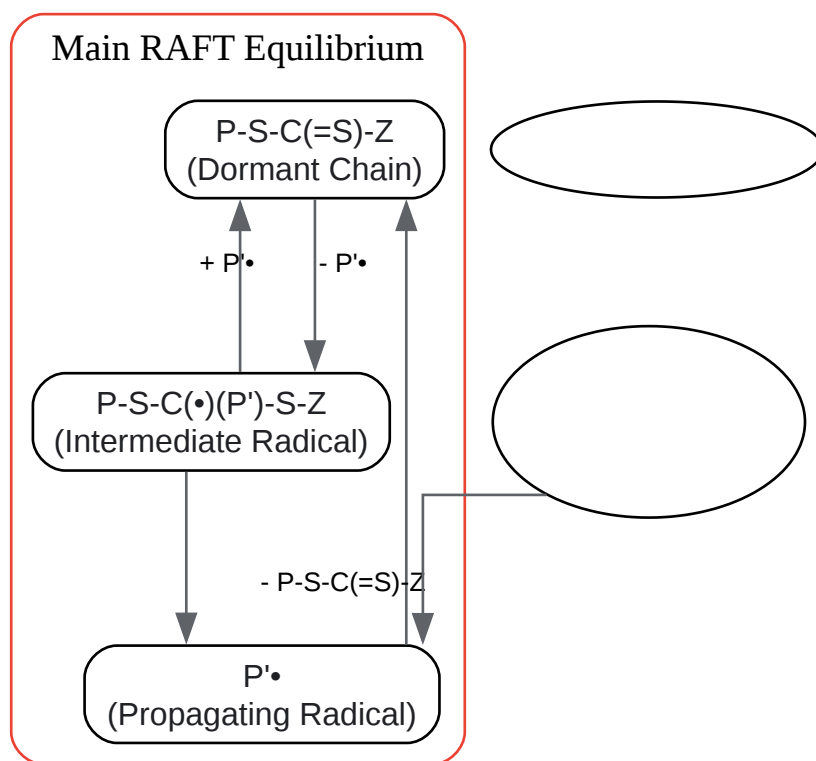 Main RAFT Equilibrium
P-S-C(=S)-Z
(Dormant Chain)
+ P'•
- P'•
P-S-C(•)(P')-S-Z
(Intermediate Radical)
- P-S-C(=S)-Z
P'•
(Propagating Radical)